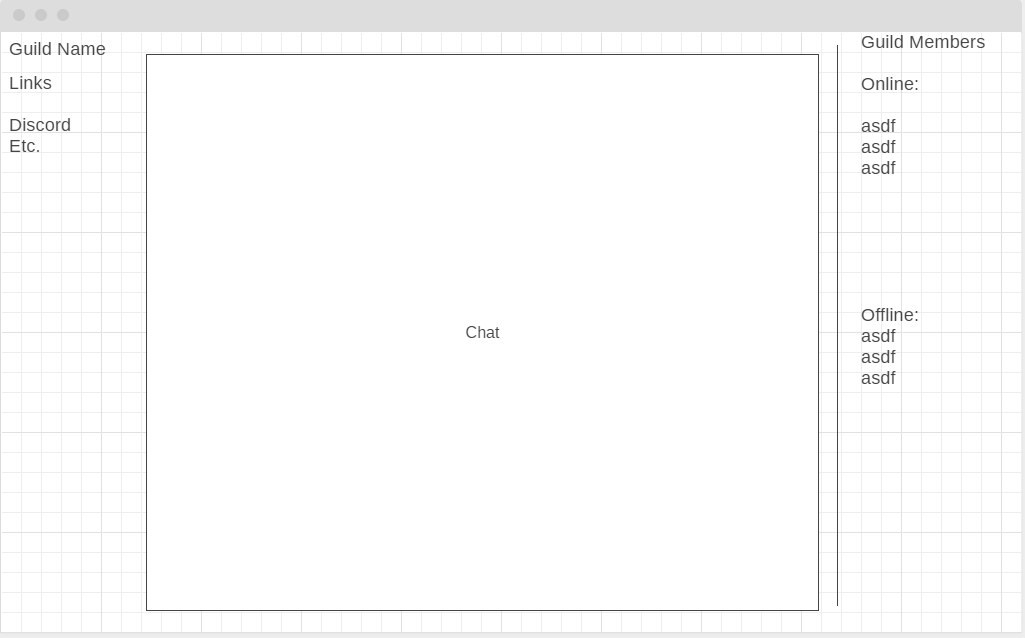 Guild Name
Links
Discord
Etc.
Chat
Guild Members
Online:
asdf
asdf
asdf
Offline:
asdf
asdf
asdf